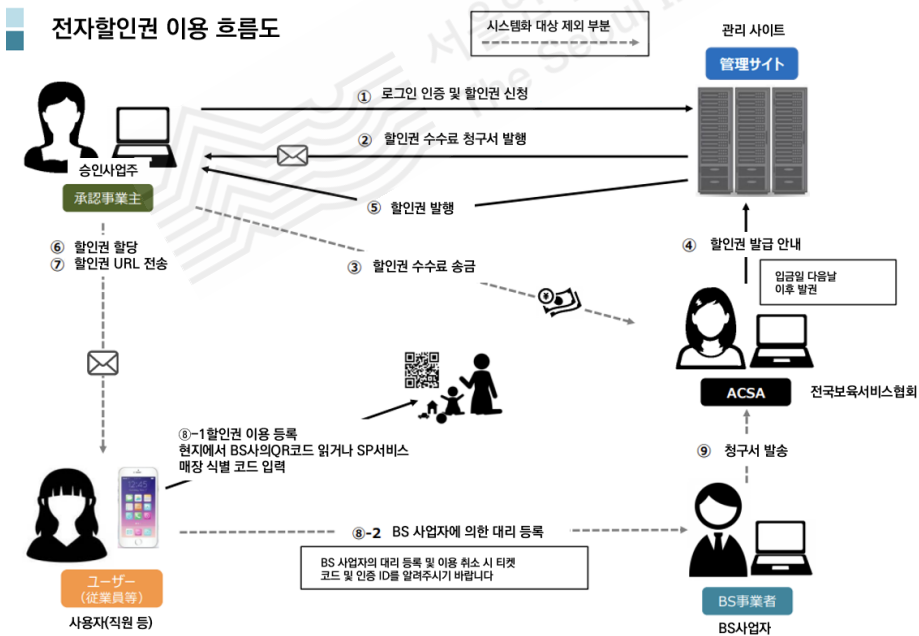 전자할인권 이용 흐름도
시스템화 대상 제외 부분
관리 사이트
管理サイト
① 로그인 인증 및 할인권 신청
② 할인권 수수료 청구서 발행
승인사업주
承認事業主
⑤ 할인권 발행
⑥ 할인권 할당
⑦ 할인권 URL 전송
③ 할인권 수수료 송금
④ 할인권 발급 안내
입금일 다음날
이후 발권
ACSA
전국보육서비스협회
⑧-1할인권 이용 등록
현지에서 BS사의QR코드 읽거나 SP서비스
매장 식별 코드 입력
⑨ 청구서 발송
⑧-2 BS 사업자에 의한 대리 등록
BS 사업자의 대리 등록 및 이용 취소 시 티켓
코드 및 인증 ID를 알려주시기 바랍니다
ユーザー
(従業員等)
사용자(직원 등)
BS事業者
BS사업자